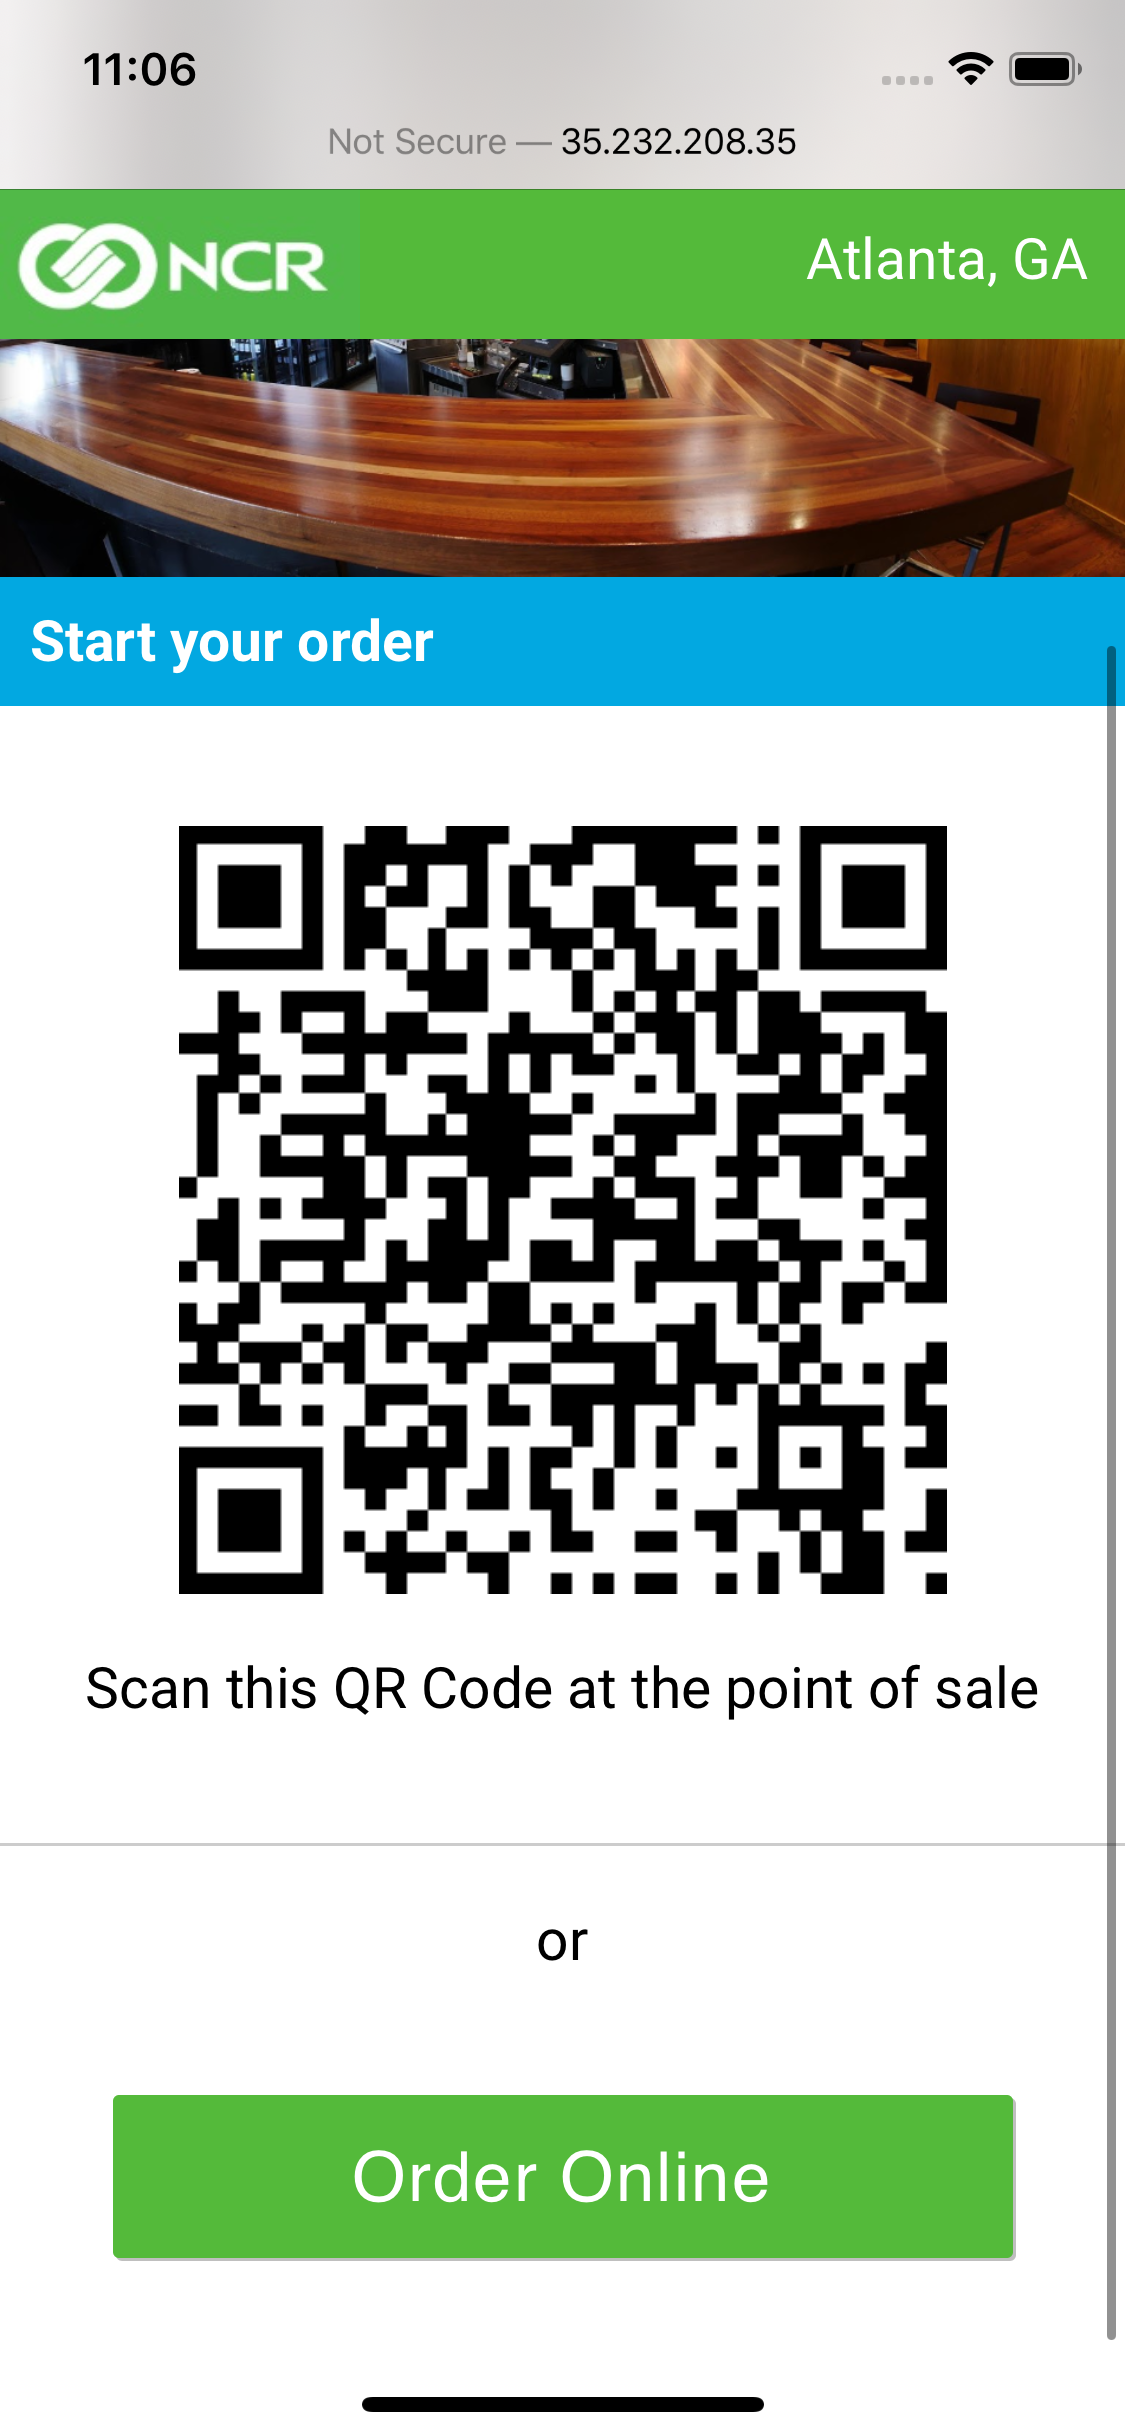 11:06
Not Secure — 35.232.208.35
NCR
Atlanta, GA
Start your order
Scan this QR Code at the point of sale
or
Order Online